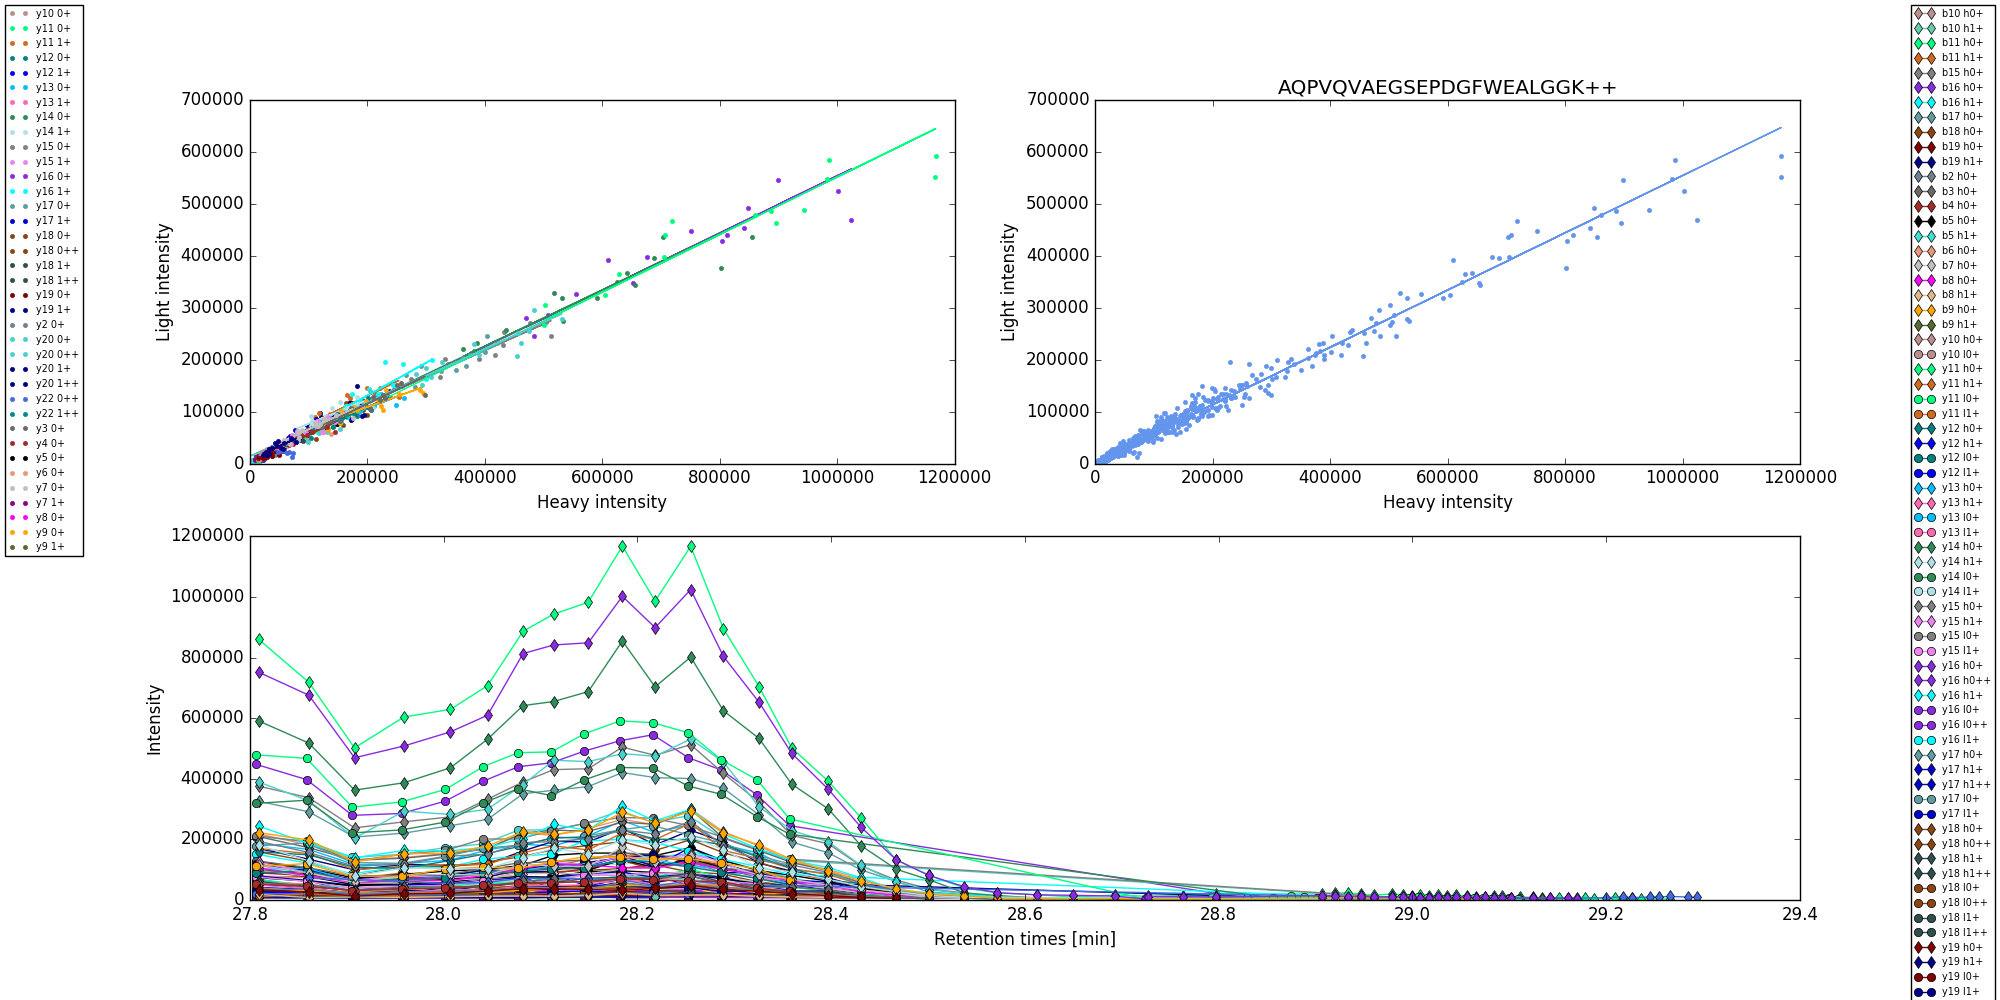 y10 0+
y11 0+
y11 1+
y12 0+
y12 1+
y13 0+
y13 1+
y14 0+
y14 1+
y15 0+
y15 1+
y16 0+
y16 1+
y17 0+
y17 1+
y18 0+
y18 0++
y18 1+
y18 1++
y19 0+
y19 1+
y2 0+
y20 0+
y20 0++
y20 1+
y20 1++
y22 0++
y22 1++
y3 0+
y4 0+
y5 0+
y6 0+
y7 0+
y7 1+
y8 0+
y9 0+
y9 1+
700000
600000
500000
400000
300000
200000
100000
0
Light intensity
0 200000 400000 600000 800000 1000000 1200000
Heavy intensity
AQPVQVAEGSEPDGFWEALGGK++
700000
600000
500000
400000
300000
200000
100000
0
Light intensity
0 200000 400000 600000 800000 1000000 1200000
Heavy intensity
1200000
1000000
800000
600000
400000
200000
0
Intensity
27.8 28.0 28.2 28.4 28.6 28.8 29.0 29.2 29.4
Retention times [min]
b10 h0+
b10 h1+
b11 h0+
b11 h1+
b15 h0+
b16 h0+
b16 h1+
b17 h0+
b18 h0+
b19 h0+
b19 h1+
b2 h0+
b3 h0+
b4 h0+
b5 h0+
b5 h1+
b6 h0+
b7 h0+
b8 h0+
b8 h1+
b9 h0+
b9 h1+
y10 h0+
y10 l0+
y11 h0+
y11 h1+
y11 l0+
y11 l1+
y12 h0+
y12 h1+
y12 l0+
y12 l1+
y13 h0+
y13 h1+
y13 l0+
y13 l1+
y14 h0+
y14 h1+
y14 l0+
y14 l1+
y15 h0+
y15 h1+
y15 l0+
y15 l1+
y16 h0+
y16 h0++
y16 h1+
y16 l0+
y16 l0++
y16 l1+
y17 h0+
y17 h1+
y17 h1++
y17 l0+
y17 l1+
y18 h0+
y18 h0++
y18 h1+
y18 h1++
y18 l0+
y18 l0++
y18 l1+
y18 l1++
y19 h0+
y19 h1+
y19 l0+
y19 l1+